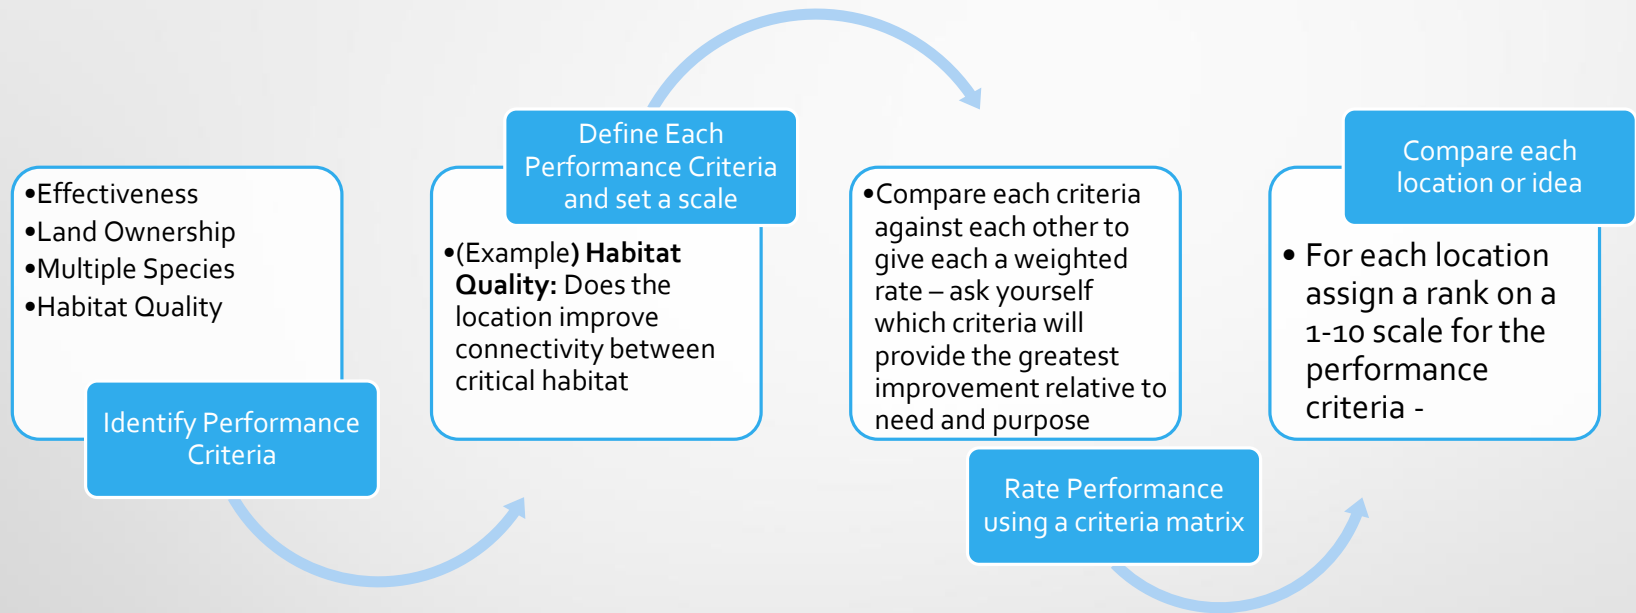 •Effectiveness
•Land Ownership
•Multiple Species
•Habitat Quality
Identify Performance
Criteria
Define Each
Performance Criteria
and set a scale
•(Example) Habitat
Quality: Does the
location improve
connectivity between
critical habitat
•Compare each criteria
against each other to
give each a weighted
rate – ask yourself
which criteria will
provide the greatest
improvement relative to
need and purpose
Rate Performance
using a criteria matrix
Compare each
location or idea
• For each location
assign a rank on a
1-10 scale for the
performance
criteria -